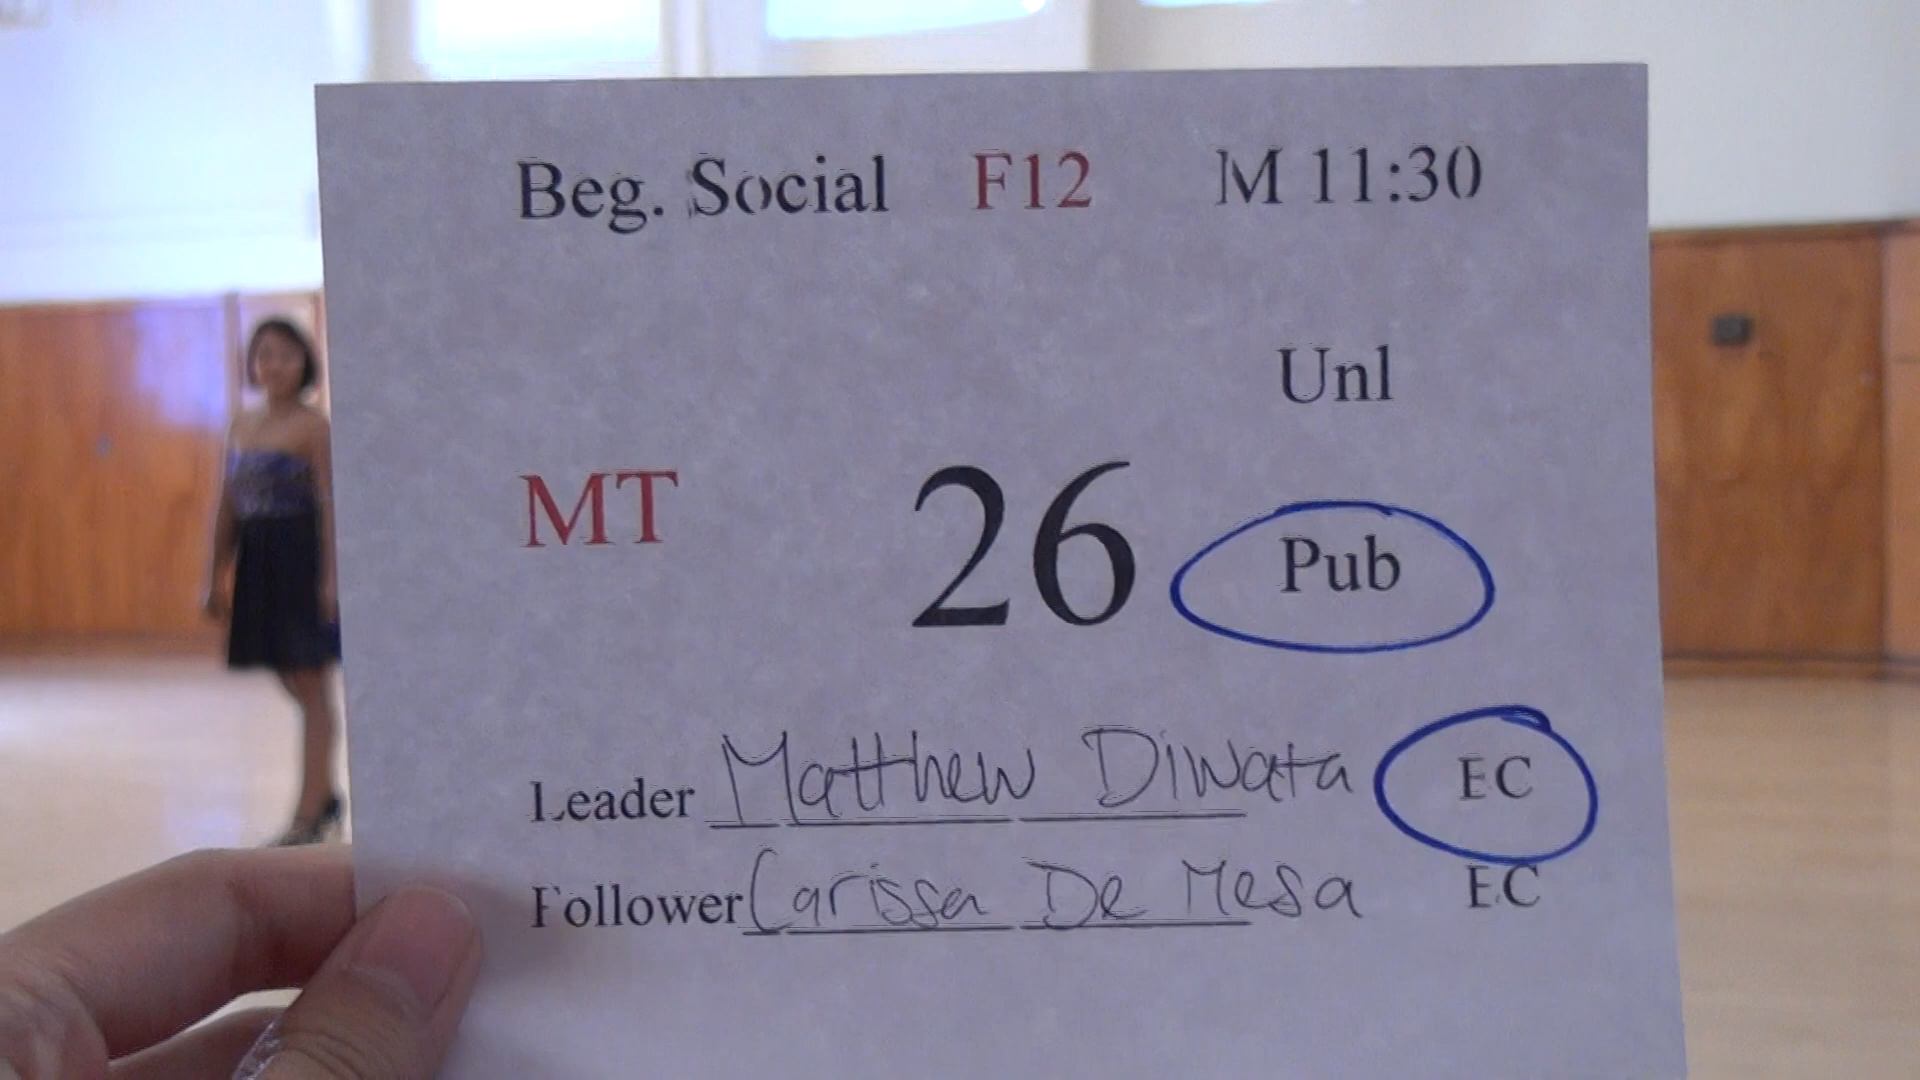 Beg. Social F12 M 11:30
Unl
MT 26 Pub
Leader Matthew Diwata EC
Follower Carissa De Mesa EC